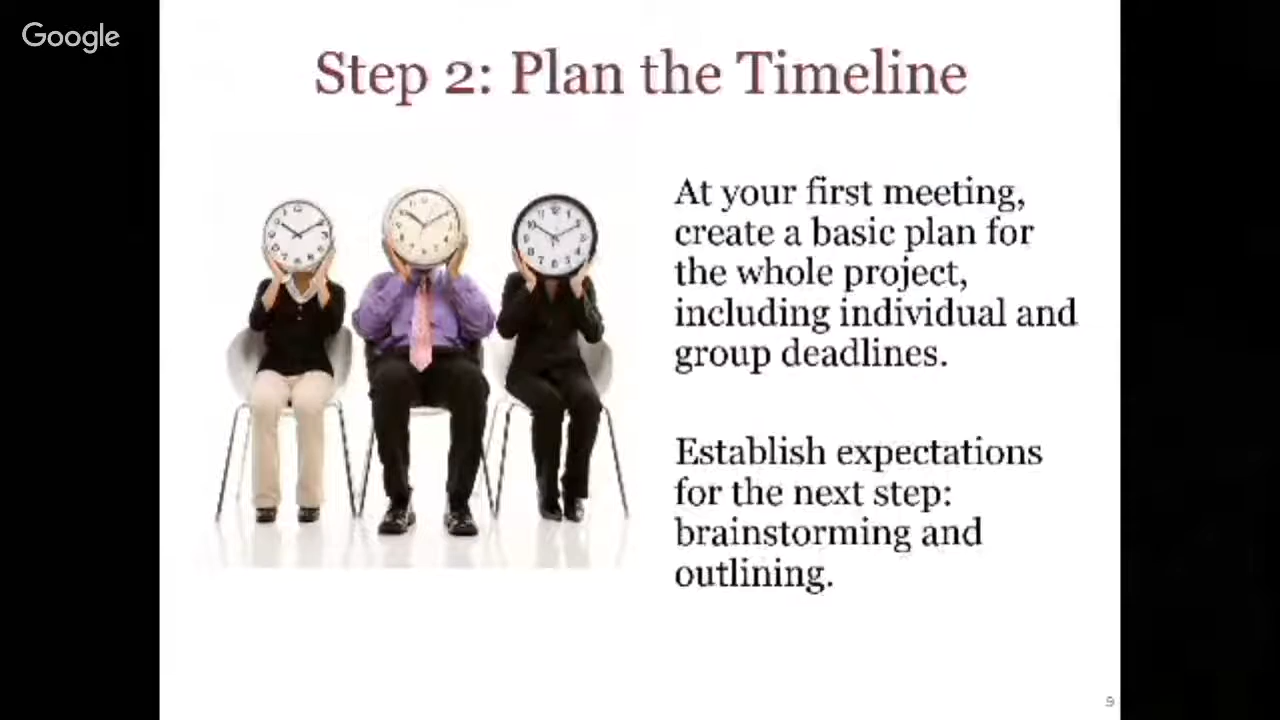 Google
Step 2: Plan the Timeline
At your first meeting,
create a basic plan for
the whole project,
including individual and
group deadlines.
Establish expectations
for the next step:
brainstorming and
outlining.
9